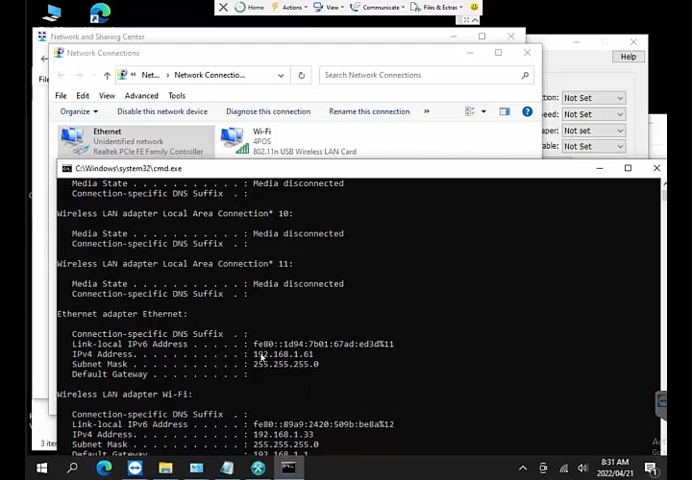 Home Actions View Communicate Files & Extras
Network and Sharing Center
Network Connections
Help
Net... Network Connectio... Search Network Connections
File Edit View Advanced Tools
Organize Disable this network device Diagnose this connection Rename this connection »
Not Set
Not Set
Not set
Not Set
Ethernet
Unidentified network
Realtek PCIe FE Family Controller
Wi-Fi
4POS
802.11n USB Wireless LAN Card
C:\Windows\system32\cmd.exe
Media State . . . . . . . . . . . : Media disconnected
Connection-specific DNS Suffix . :
Wireless LAN adapter Local Area Connection* 10:
Media State . . . . . . . . . . . : Media disconnected
Connection-specific DNS Suffix . :
Wireless LAN adapter Local Area Connection* 11:
Media State . . . . . . . . . . . : Media disconnected
Connection-specific DNS Suffix . :
Ethernet adapter Ethernet:
Connection-specific DNS Suffix . :
Link-local IPv6 Address . . . . . : fe80::1d94:7b01:67ad:ed3d%11
IPv4 Address. . . . . . . . . . . : 192.168.1.61
Subnet Mask . . . . . . . . . . . : 255.255.255.0
Default Gateway . . . . . . . . . :
Wireless LAN adapter Wi-Fi:
Connection-specific DNS Suffix . :
Link-local IPv6 Address . . . . . : fe80::89a9:2420:509b:be8a%12
IPv4 Address. . . . . . . . . . . : 192.168.1.33
Subnet Mask . . . . . . . . . . . : 255.255.255.0
Default Gateway . . . . . . . . . : 192.168.1.1
8:31 AM
2022/04/21